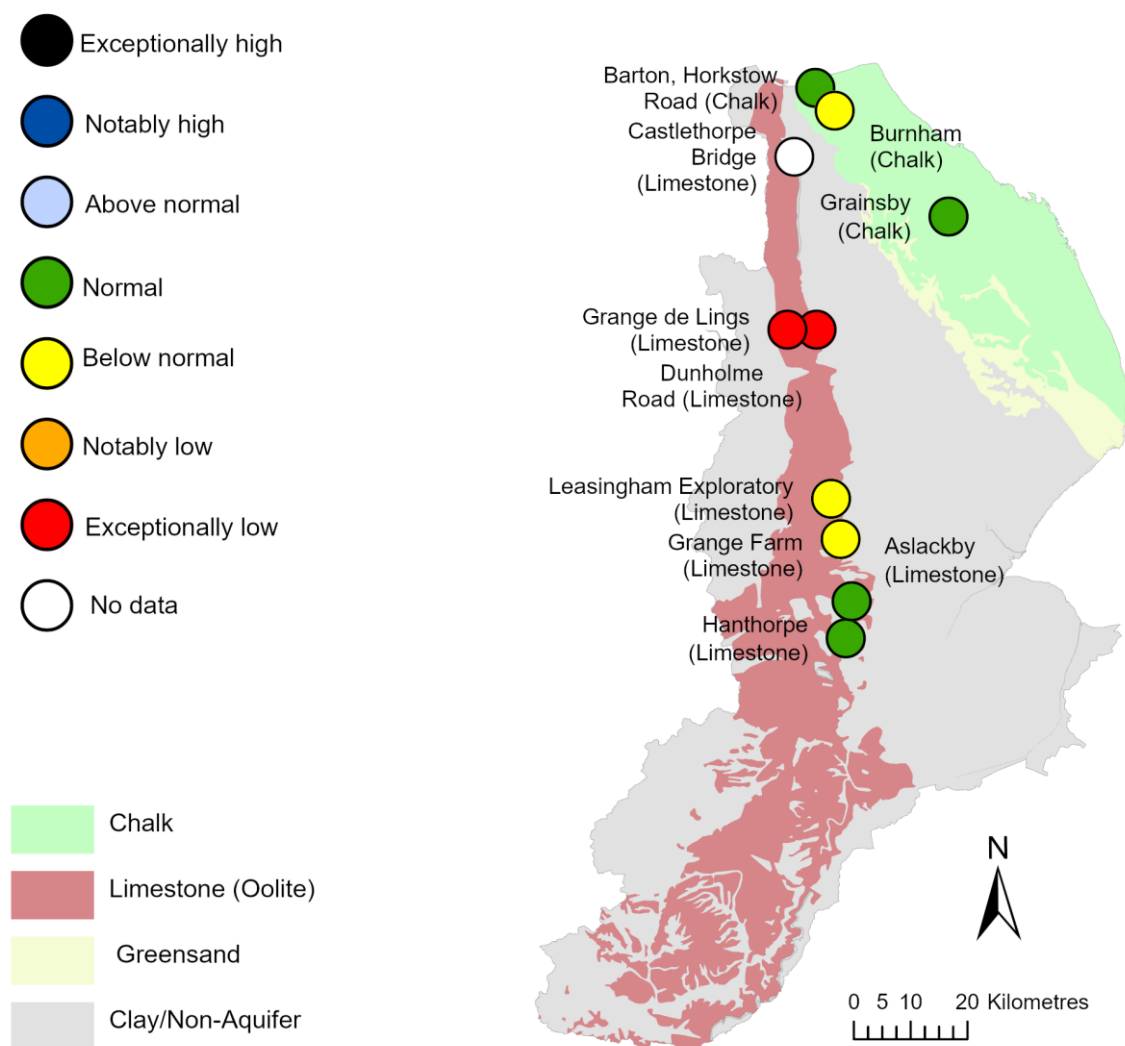 Exceptionally high
Notably high
Above normal
Normal
Below normal
Notably low
Exceptionally low
No data
Chalk
Limestone (Oolite)
Greensand
Clay/Non-Aquifer
Barton, Horkstow
Road (Chalk)
Castlethorpe
Bridge
(Limestone)
Burnham
(Chalk)
Grainsby
(Chalk)
Grange de Lings
(Limestone)
Dunholme
Road (Limestone)
Leasingham Exploratory
(Limestone)
Grange Farm
(Limestone)
Aslackby
(Limestone)
Hanthorpe
(Limestone)
N
0 5 10 20 Kilometres